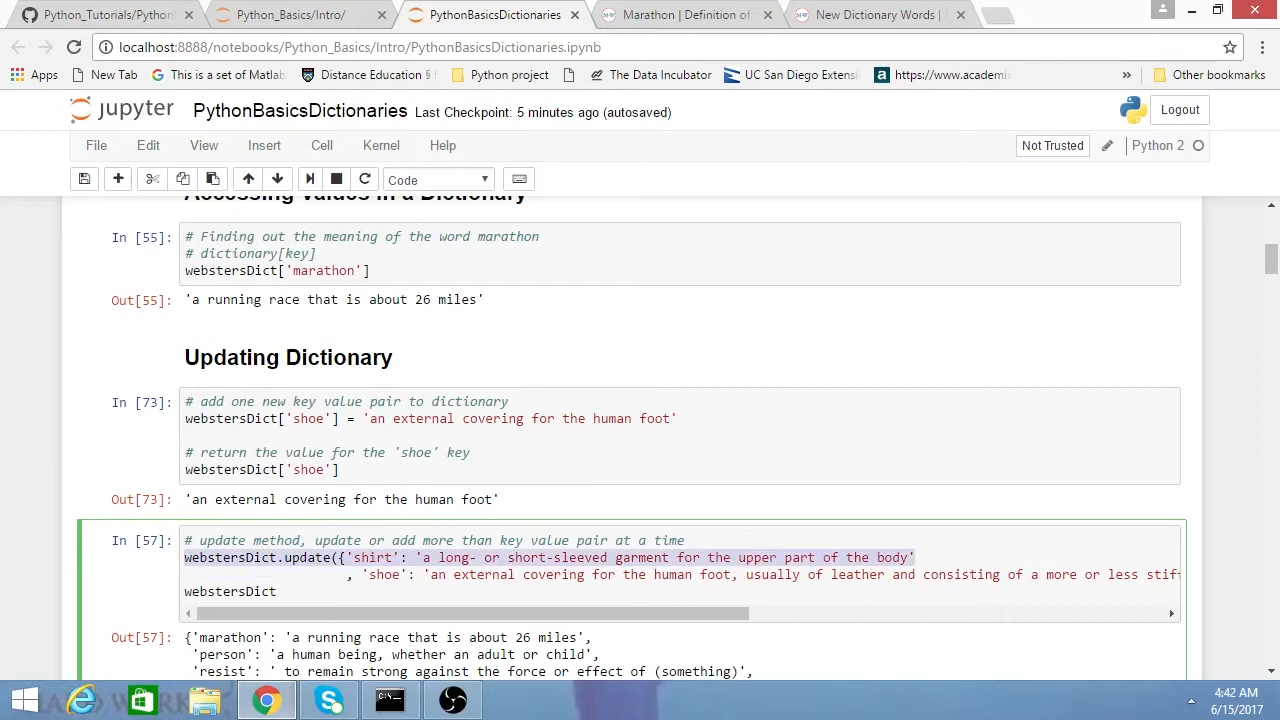 Python_Tutorials/Python_
Python_Basics/Intro/
PythonBasicsDictionaries
Marathon | Definition of
New Dictionary Words |
localhost:8888/notebooks/Python_Basics/Intro/PythonBasicsDictionaries.ipynb
Apps
New Tab
This is a set of Matlab
Distance Education §
Python project
The Data Incubator
UC San Diego Extensi
https://www.academi
»
Other bookmarks
jupyter
PythonBasicsDictionaries
Last Checkpoint: 5 minutes ago (autosaved)
Logout
File Edit View Insert Cell Kernel Help
Not Trusted
Python 2
Code
Accessing Values in a Dictionary
In [55]:
# Finding out the meaning of the word marathon
# dictionary[key]
webstersDict['marathon']
Out[55]: 'a running race that is about 26 miles'
Updating Dictionary
In [73]:
# add one new key value pair to dictionary
webstersDict['shoe'] = 'an external covering for the human foot'
# return the value for the 'shoe' key
webstersDict['shoe']
Out[73]: 'an external covering for the human foot'
In [57]:
# update method, update or add more than key value pair at a time
webstersDict.update({'shirt': 'a long- or short-sleeved garment for the upper part of the body'
, 'shoe': 'an external covering for the human foot, usually of leather and consisting of a more or less stif
webstersDict
Out[57]: {'marathon': 'a running race that is about 26 miles',
'person': 'a human being, whether an adult or child',
'resist': ' to remain strong against the force or effect of (something)',
4:42 AM
6/15/2017